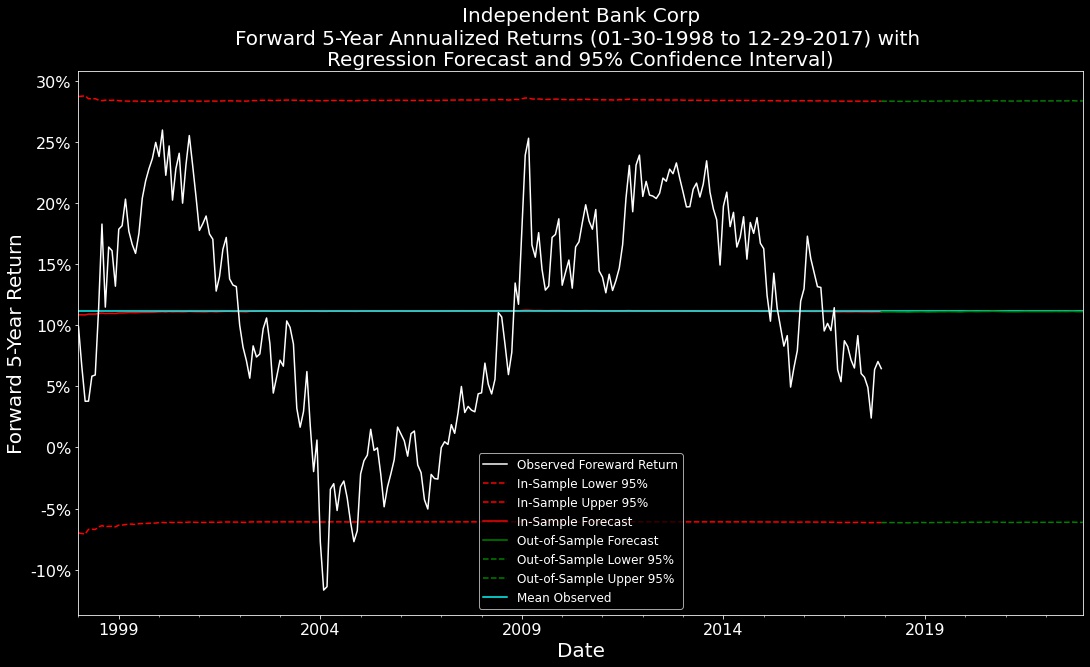 Independent Bank Corp
Forward 5-Year Annualized Returns (01-30-1998 to 12-29-2017) with
Regression Forecast and 95% Confidence Interval)
30%
25%
20%
15%
10%
5%
0%
-5%
-10%
Forward 5-Year Return
Observed Foreward Return
In-Sample Lower 95%
In-Sample Upper 95%
In-Sample Forecast
Out-of-Sample Forecast
Out-of-Sample Lower 95%
Out-of-Sample Upper 95%
Mean Observed
1999
2004
2009
2014
2019
Date